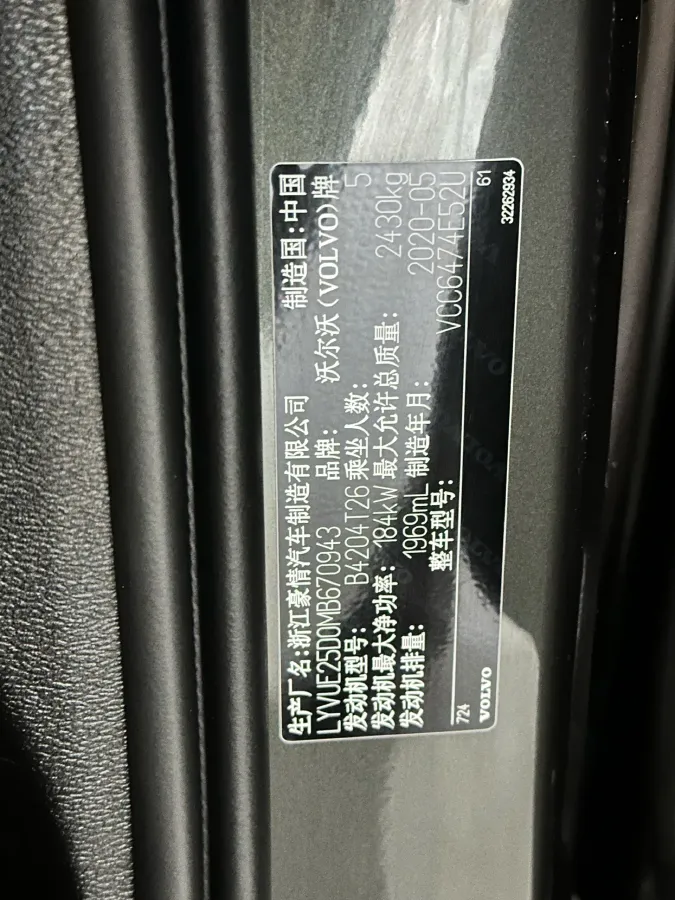 生产厂名:浙江豪情汽车制造有限公司 制造国:中国
LYVUE25D0MB670943 品牌: 沃尔沃(VOLVO)牌
发动机型号: B4204T26 乘坐人数: 5
发动机最大净功率: 184kW 最大允许总质量: 2430kg
发动机排量: 1969mL 制造年月: 2020-05
整车型号: VCC6474E52U
724 61
VOLVO 32262934